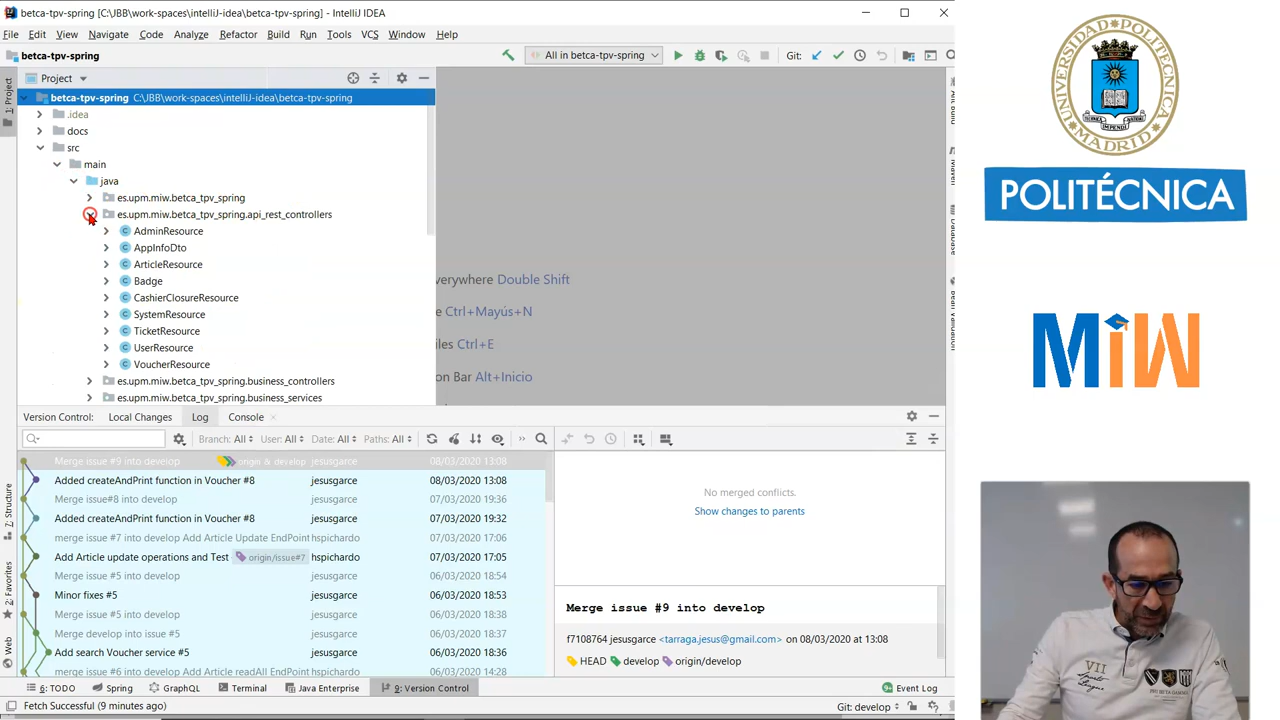 betca-tpv-spring [C:\JBB\work-spaces\intelliJ-idea\betca-tpv-spring] - IntelliJ IDEA
File Edit View Navigate Code Analyze Refactor Build Run Tools VCS Window Help
betca-tpv-spring
All in betca-tpv-spring
Git:
1: Project
Project
betca-tpv-spring C:\JBB\work-spaces\intelliJ-idea\betca-tpv-spring
.idea
docs
src
main
java
es.upm.miw.betca_tpv_spring
es.upm.miw.betca_tpv_spring.api_rest_controllers
AdminResource
AppInfoDto
ArticleResource
Badge
CashierClosureResource
SystemResource
TicketResource
UserResource
VoucherResource
es.upm.miw.betca_tpv_spring.business_controllers
es.upm.miw.betca_tpv_spring.business_services
verywhere Double Shift
e Ctrl+Mayús+N
iles Ctrl+E
on Bar Alt+Inicio
Version Control: Local Changes Log Console
Branch: All User: All Date: All Paths: All
Merge issue #9 into develop origin & develop jesusgarce 08/03/2020 13:08
Added createAndPrint function in Voucher #8 jesusgarce 08/03/2020 13:08
Merge issue#8 into develop jesusgarce 07/03/2020 19:36
Added createAndPrint function in Voucher #8 jesusgarce 07/03/2020 19:32
Merge issue #7 into develop Add Article Update EndPoint hspichardo 07/03/2020 17:06
Add Article update operations and Test origin/issue#7 hspichardo 07/03/2020 17:05
Merge issue #5 into develop jesusgarce 06/03/2020 18:54
Minor fixes #5 jesusgarce 06/03/2020 18:53
Merge issue #5 into develop jesusgarce 06/03/2020 18:38
Merge develop into issue #5 jesusgarce 06/03/2020 18:37
Add search Voucher service #5 jesusgarce 06/03/2020 18:36
merge issue #6 into develop Add Article readAll EndPoint hspichardo 06/03/2020 14:28
No merged conflicts.
Show changes to parents
Merge issue #9 into develop
f7108764 jesusgarce <tarraga.jesus@gmail.com> on 08/03/2020 at 13:08
HEAD develop origin/develop
7: Structure
2: Favorites
Web
6: TODO Spring GraphQL Terminal Java Enterprise 9: Version Control Event Log
Fetch Successful (9 minutes ago)
Git: develop
UNIVERSIDAD POLITÉCNICA DE MADRID
POLITÉCNICA
MiW